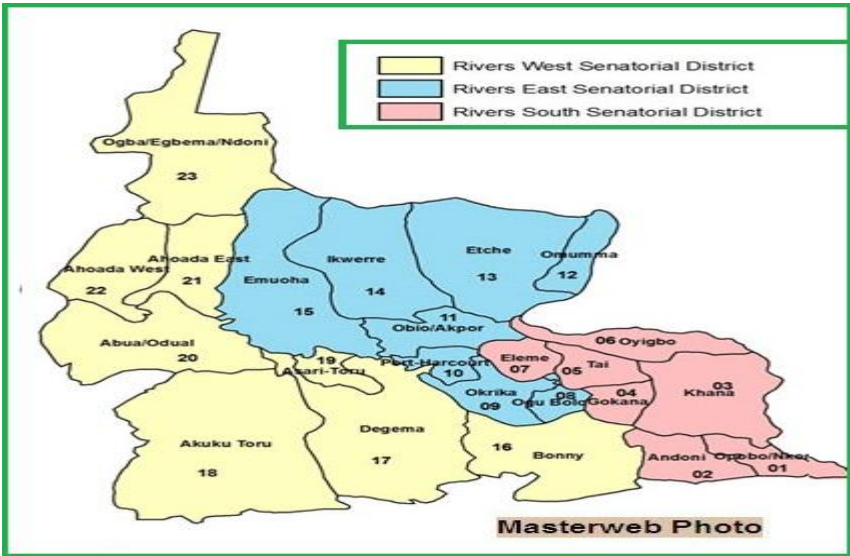 Rivers West Senatorial District
Rivers East Senatorial District
Rivers South Senatorial District
Ogba/Egbema/Ndoni
23
Ahoada East
21
Ahoada West
22
Emuoha
15
Ikwerre
14
Etche
13
Omumma
12
11
Obio/Akpor
06 Oyigbo
Abua/Odual
20
19
Asari-Toru
Port-Harcourt
10
Eleme
07
Tai
05
03
Khana
04
Gokana
Okrika
09
08
Ogu Bolo
Degema
17
Akuku Toru
18
16
Bonny
Andoni
02
Opobo/Nkor
01
Masterweb Photo